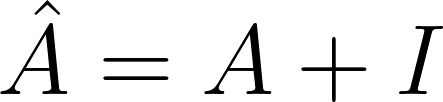 Â = A + I